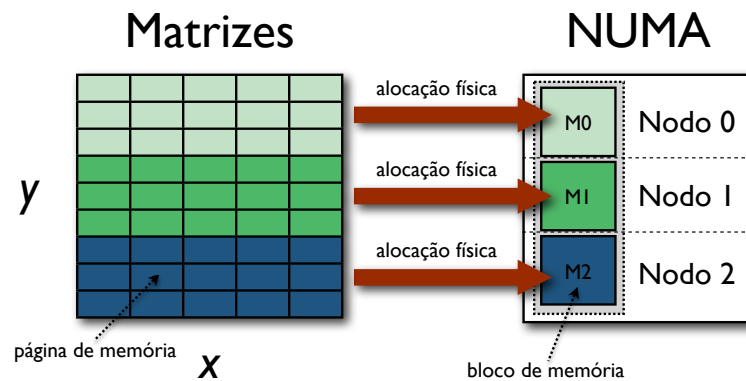 Matrizes
NUMA
alocação física
M0
Nodo 0
y
alocação física
M1
Nodo 1
alocação física
M2
Nodo 2
página de memória
x
bloco de memória